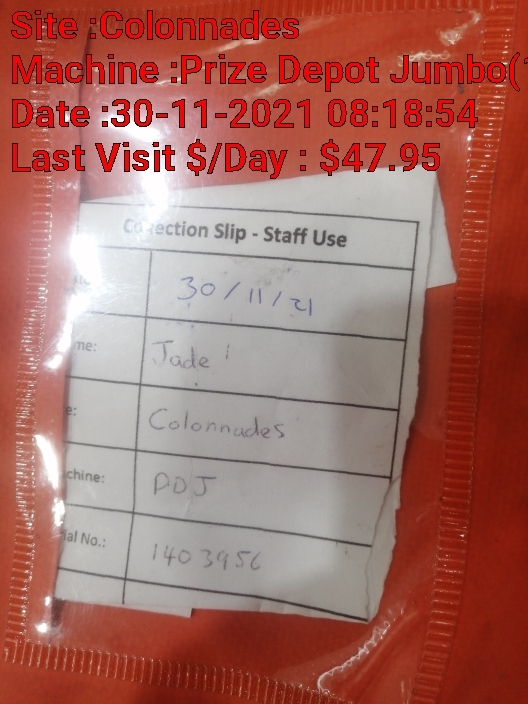 Site :Colonnades
Machine :Prize Depot Jumbo(
Date :30-11-2021 08:18:54
Last Visit $/Day : $47.95
Collection Slip - Staff Use
30/11/21
me: Jade
e: Colonnades
chine: PDJ
ial No.: 1403956